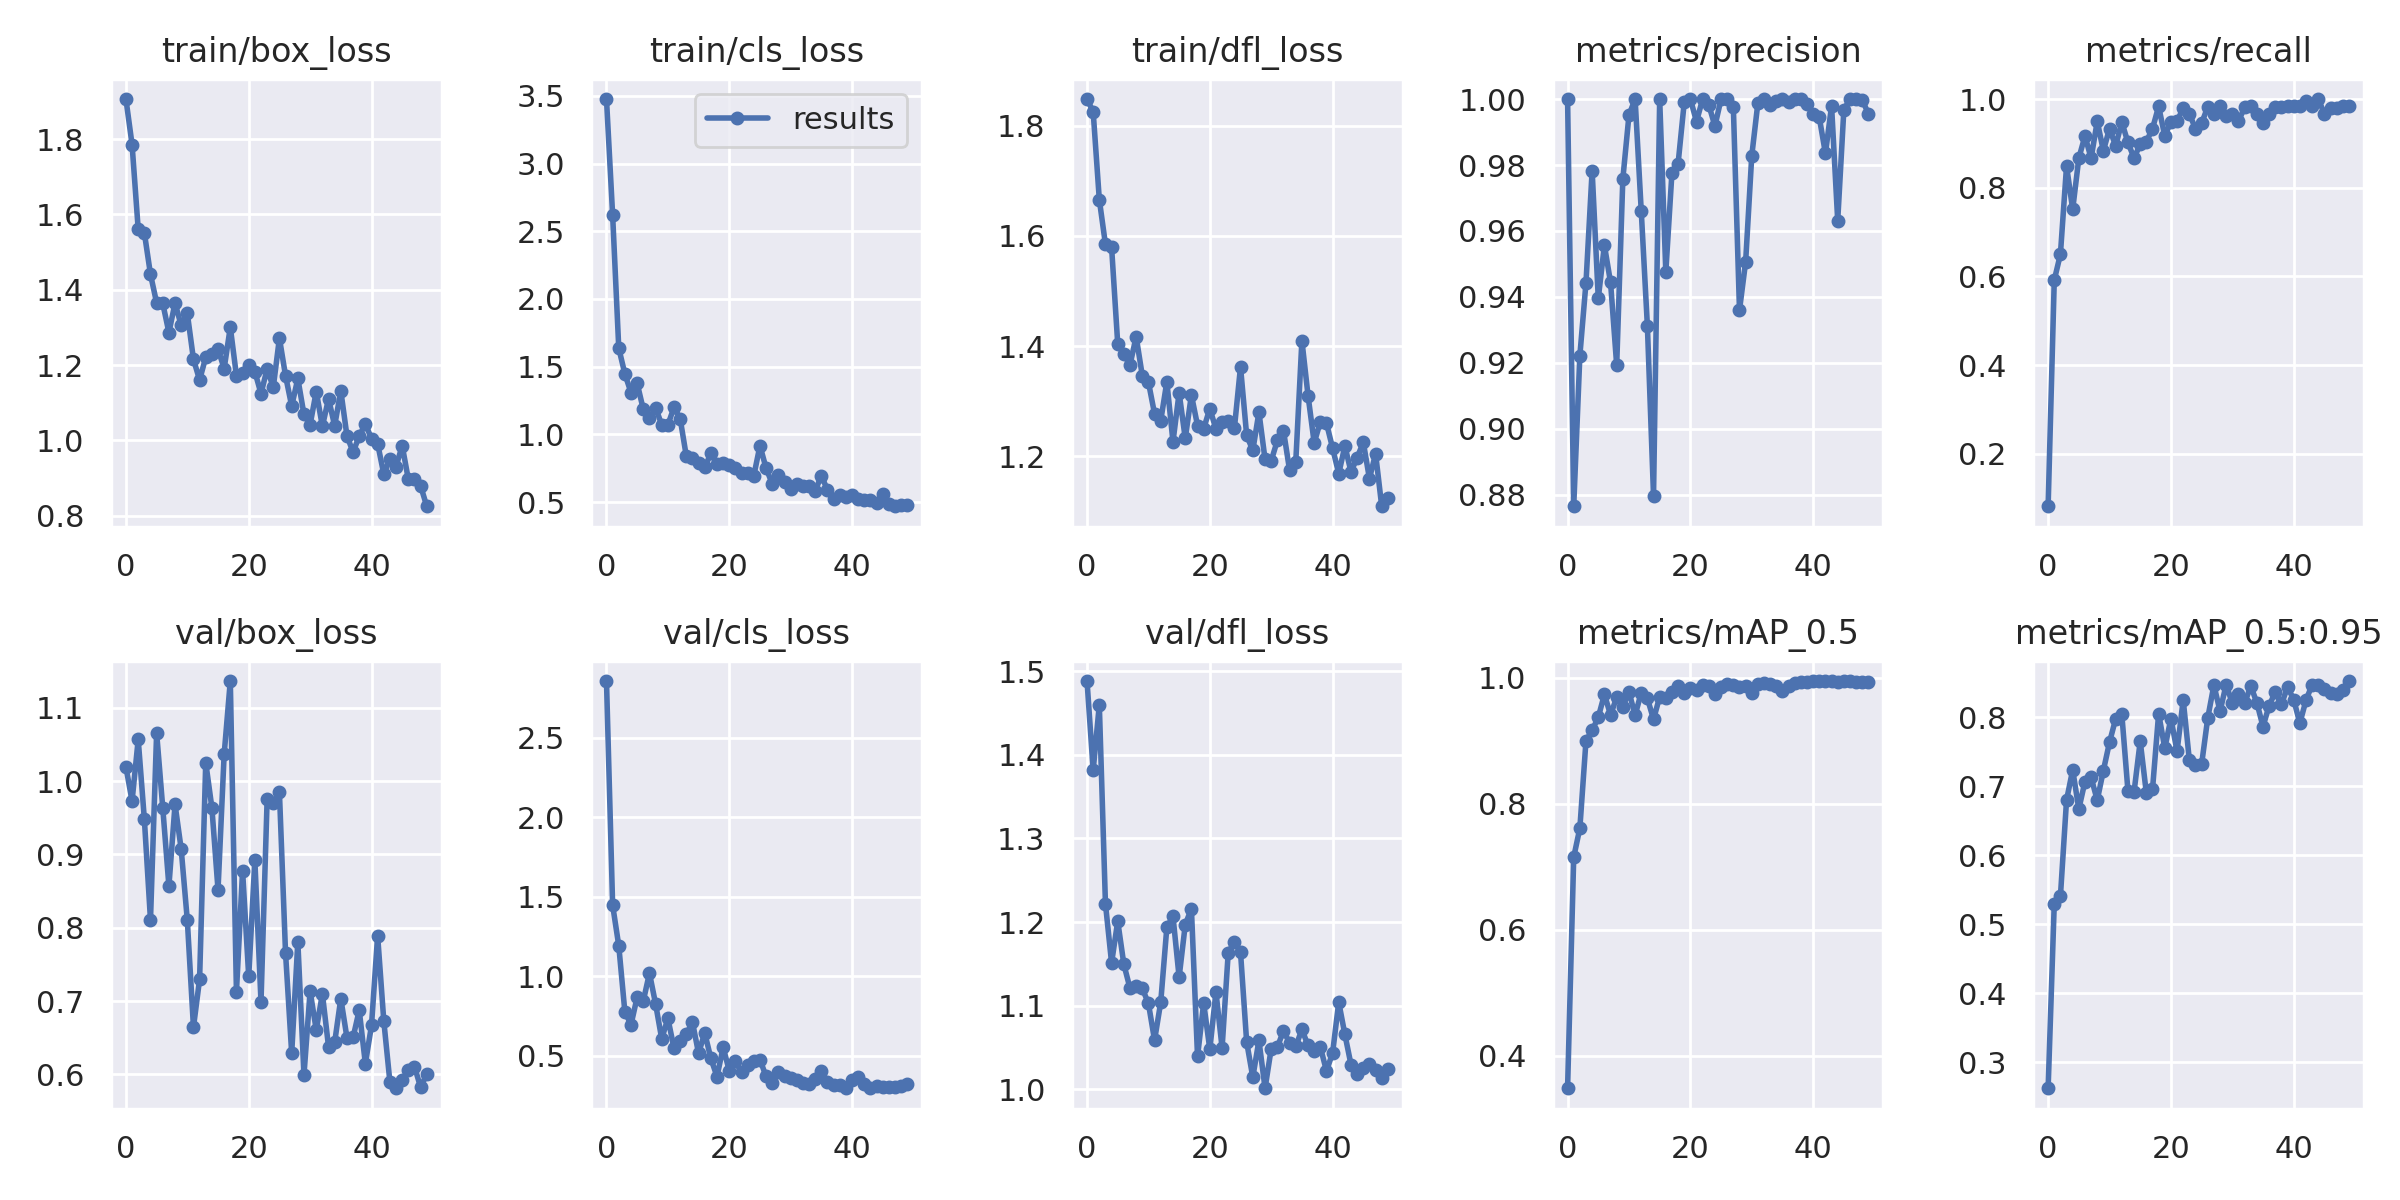 train/box_loss
1.8
1.6
1.4
1.2
1.0
0.8
0 20 40
train/cls_loss
results
3.5
3.0
2.5
2.0
1.5
1.0
0.5
0 20 40
train/dfl_loss
1.8
1.6
1.4
1.2
0 20 40
metrics/precision
1.00
0.98
0.96
0.94
0.92
0.90
0.88
0 20 40
metrics/recall
1.0
0.8
0.6
0.4
0.2
0 20 40
val/box_loss
1.1
1.0
0.9
0.8
0.7
0.6
0 20 40
val/cls_loss
2.5
2.0
1.5
1.0
0.5
0 20 40
val/dfl_loss
1.5
1.4
1.3
1.2
1.1
1.0
0 20 40
metrics/mAP_0.5
1.0
0.8
0.6
0.4
0 20 40
metrics/mAP_0.5:0.95
0.8
0.7
0.6
0.5
0.4
0.3
0 20 40